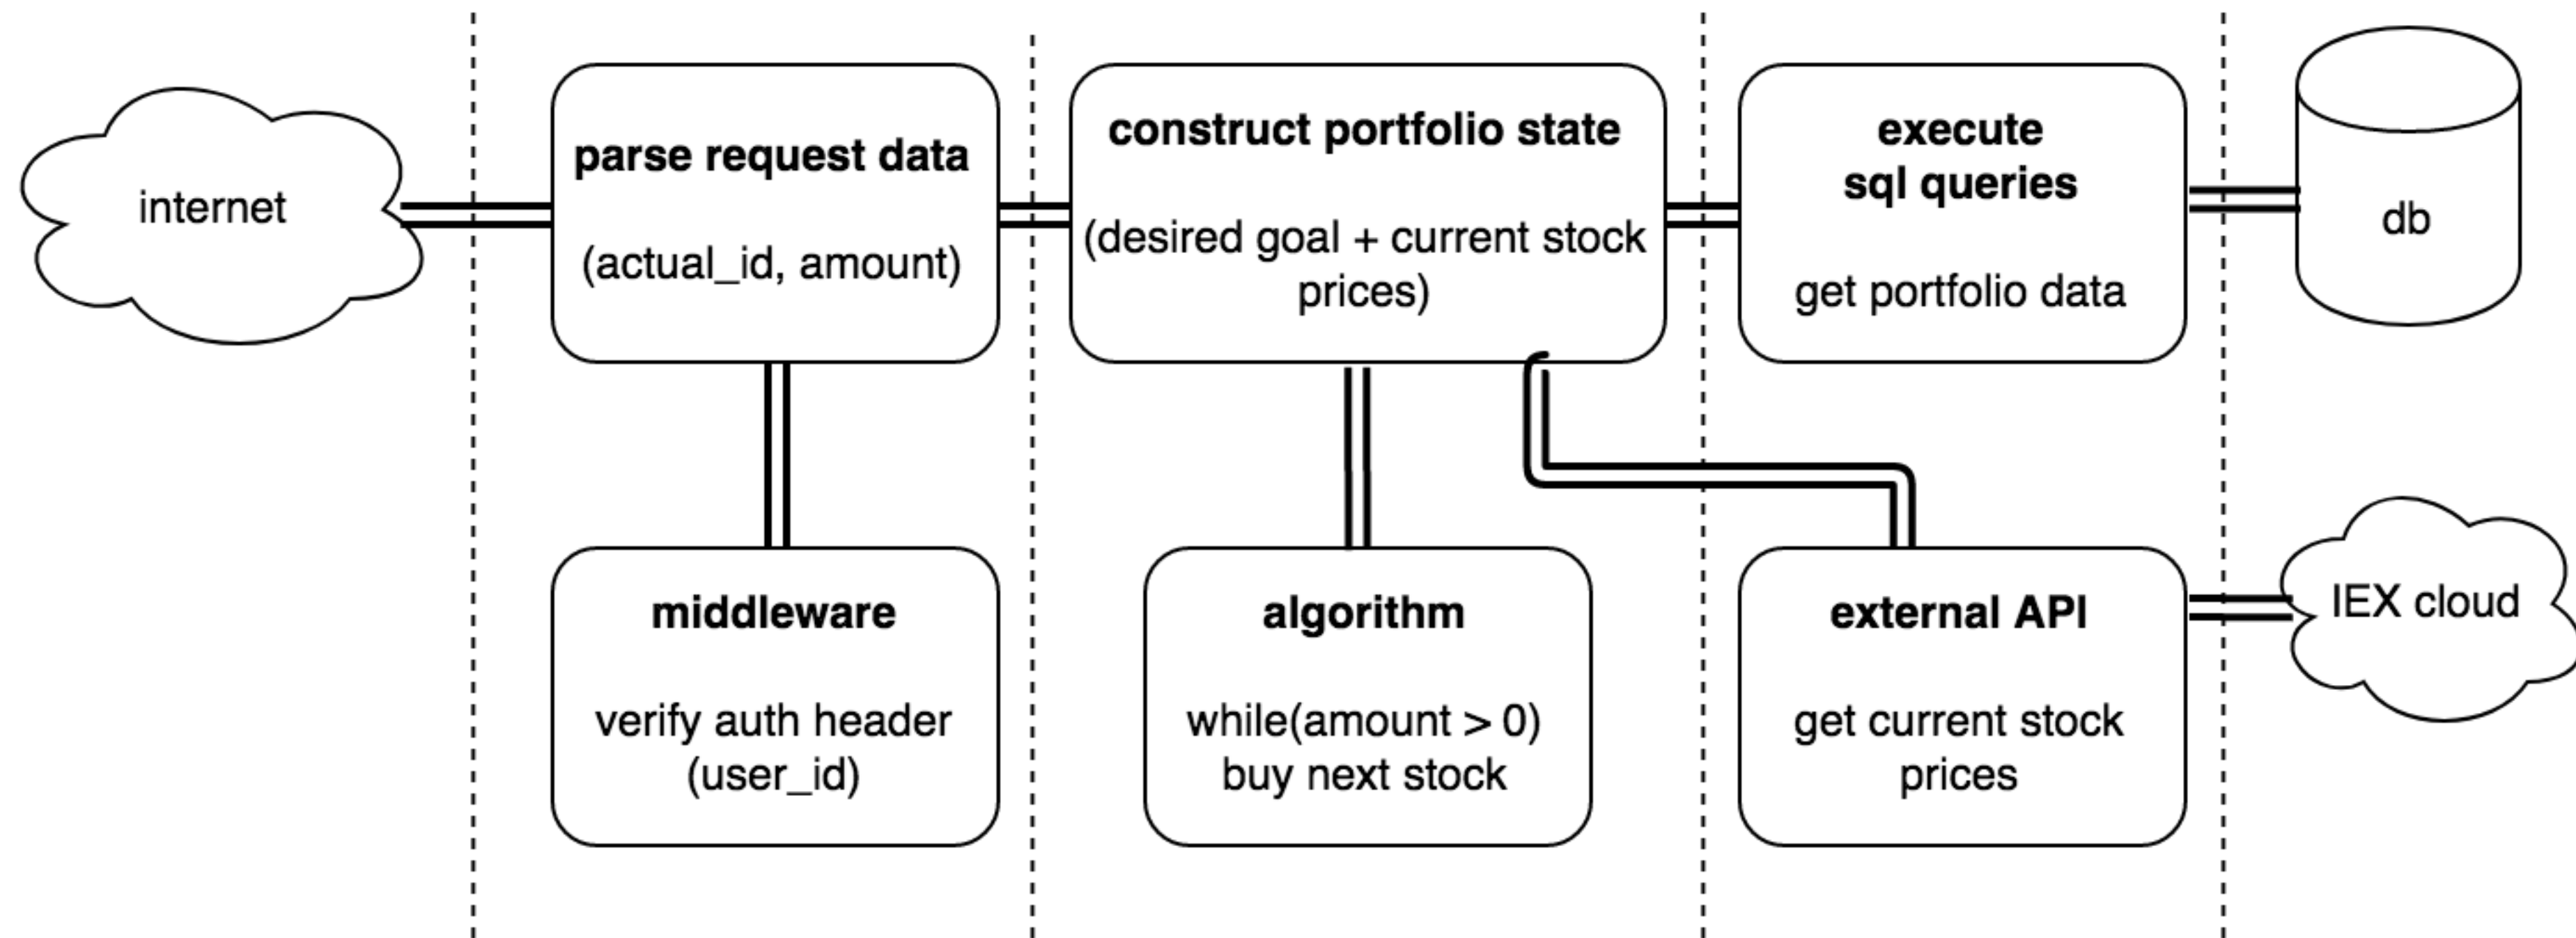 internet
parse request data
(actual_id, amount)
construct portfolio state
(desired goal + current stock
prices)
execute
sql queries
get portfolio data
db
middleware
verify auth header
(user_id)
algorithm
while(amount > 0)
buy next stock
external API
get current stock
prices
IEX cloud